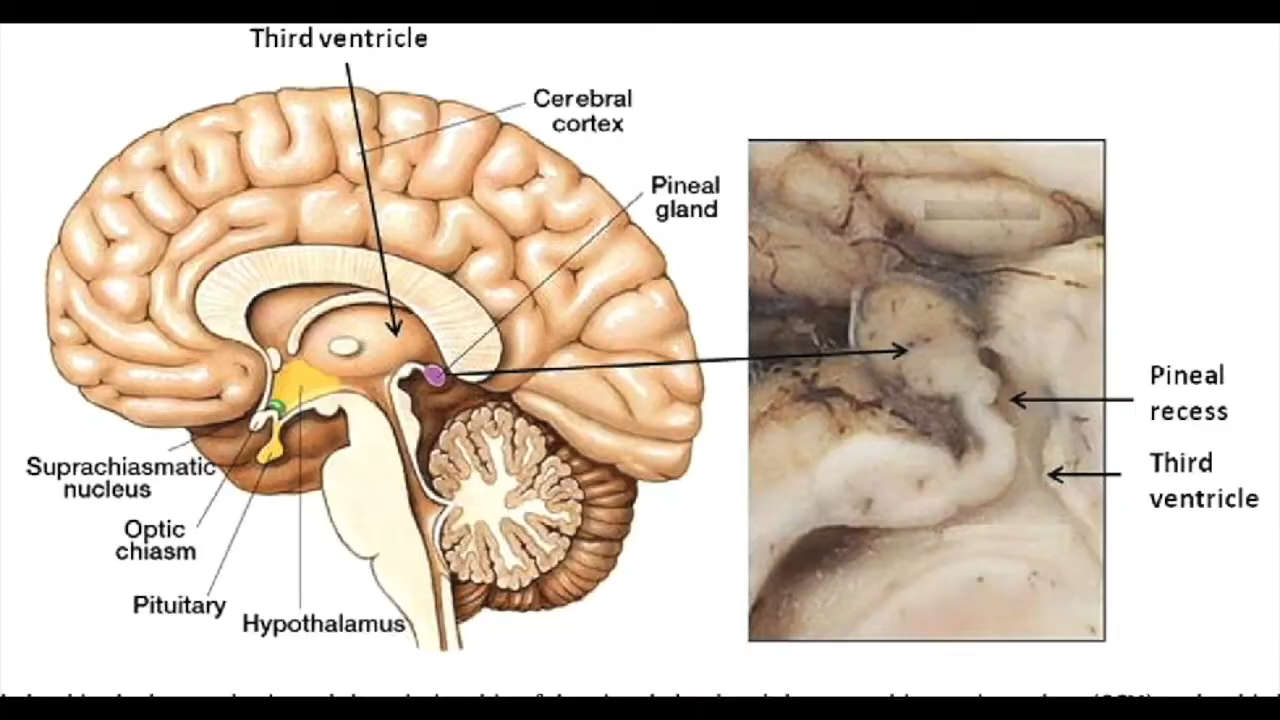 Third ventricle
Cerebral
cortex
Pineal
gland
Pineal
recess
Third
ventricle
Suprachiasmatic
nucleus
Optic
chiasm
Pituitary
Hypothalamus